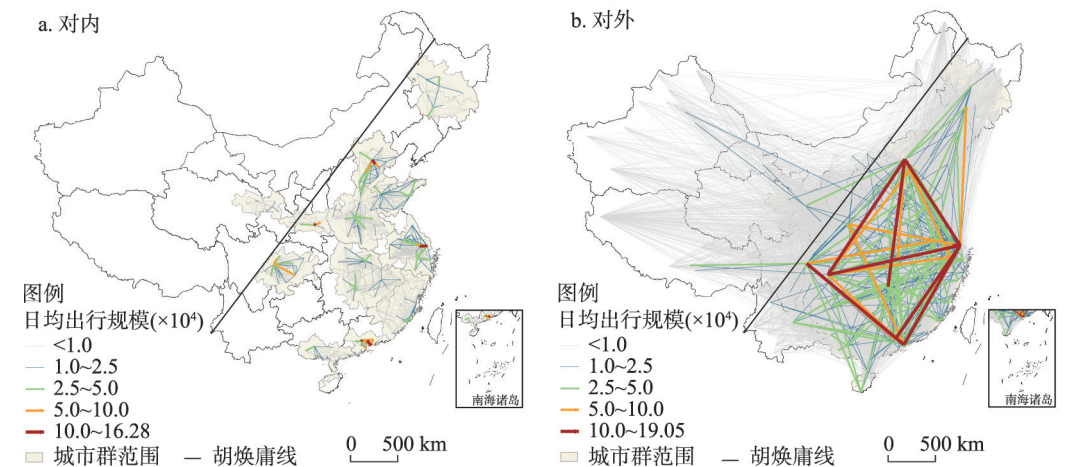 a. 对内
图例
日均出行规模(×10⁴)
<1.0
1.0~2.5
2.5~5.0
5.0~10.0
10.0~16.28
城市群范围
胡焕庸线
0 500 km
南海诸岛
b. 对外
图例
日均出行规模(×10⁴)
<1.0
1.0~2.5
2.5~5.0
5.0~10.0
10.0~19.05
城市群范围
胡焕庸线
0 500 km
南海诸岛